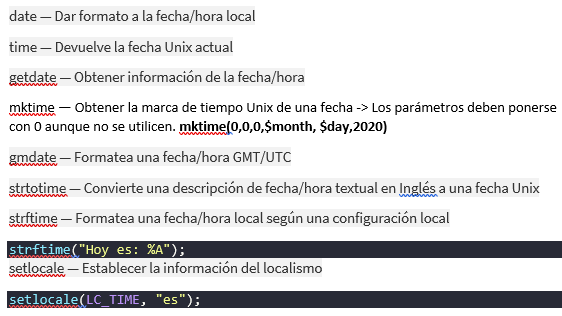 date — Dar formato a la fecha/hora local
time — Devuelve la fecha Unix actual
getdate — Obtener información de la fecha/hora
mktime — Obtener la marca de tiempo Unix de una fecha -> Los parámetros deben ponerse
con 0 aunque no se utilicen. mktime(0,0,0,$month, $day,2020)
gmdate — Formatea una fecha/hora GMT/UTC
strtotime — Convierte una descripción de fecha/hora textual en Inglés a una fecha Unix
strftime — Formatea una fecha/hora local según una configuración local
strftime("Hoy es: %A");
setlocale — Establecer la información del localismo
setlocale(LC_TIME, "es");